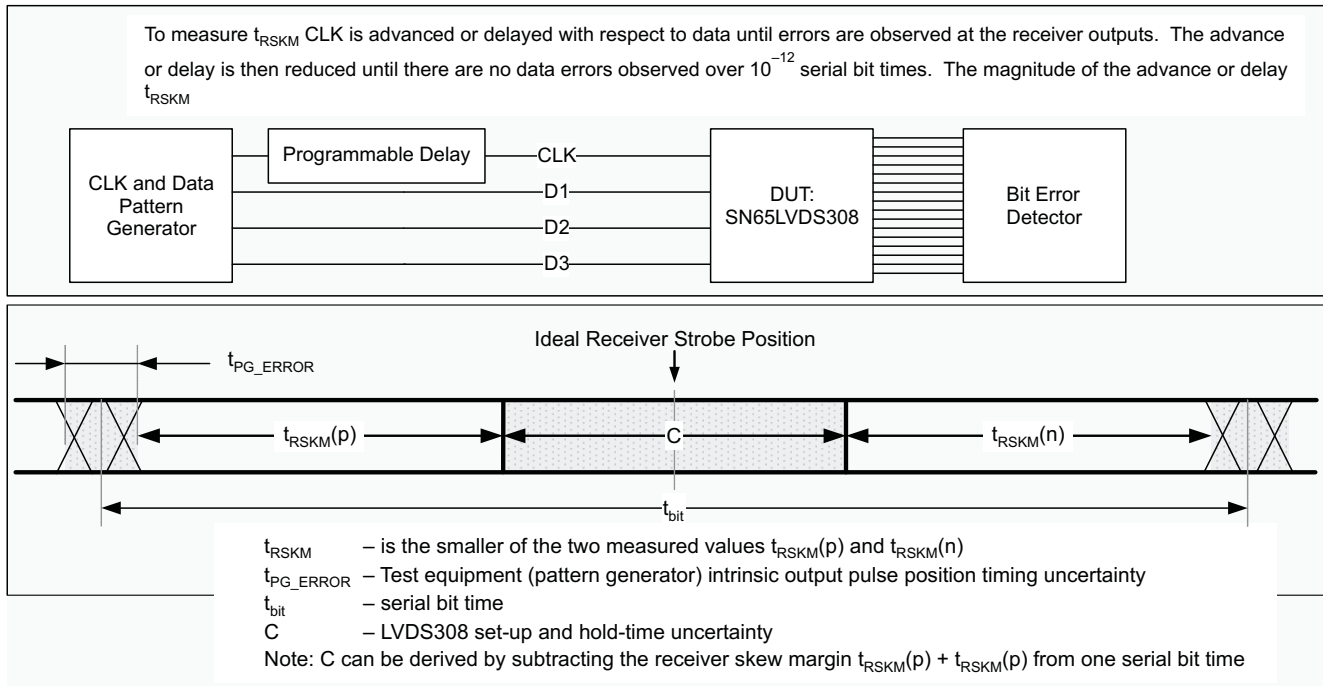 To measure tRSKM CLK is advanced or delayed with respect to data until errors are observed at the receiver outputs. The advance
or delay is then reduced until there are no data errors observed over 10–12 serial bit times. The magnitude of the advance or delay
tRSKM
Programmable Delay
CLK
CLK and Data
Pattern
Generator
D1
D2
D3
DUT:
SN65LVDS308
Bit Error
Detector
Ideal Receiver Strobe Position
tPG_ERROR
tRSKM(p)
C
tRSKM(n)
tbit
tRSKM – is the smaller of the two measured values tRSKM(p) and tRSKM(n)
tPG_ERROR – Test equipment (pattern generator) intrinsic output pulse position timing uncertainty
tbit – serial bit time
C – LVDS308 set-up and hold-time uncertainty
Note: C can be derived by subtracting the receiver skew margin tRSKM(p) + tRSKM(p) from one serial bit time